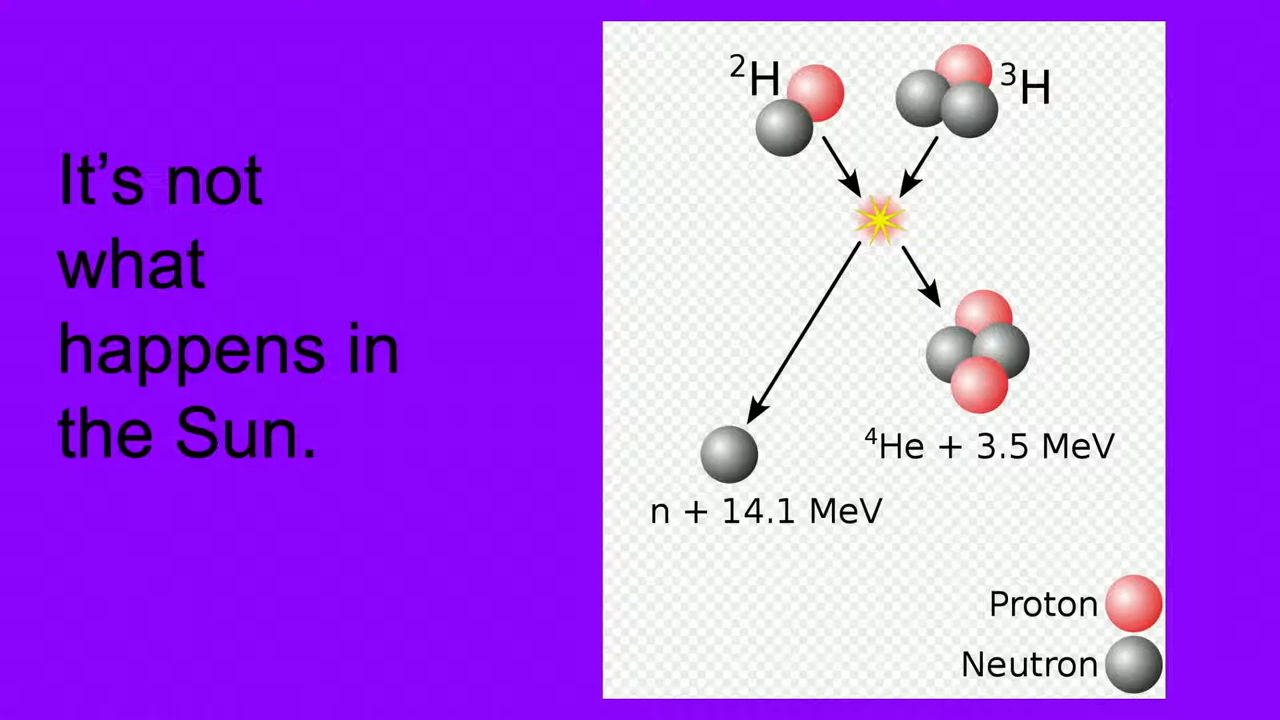 It’s not
what
happens in
the Sun.
²H
³H
⁴He + 3.5 MeV
n + 14.1 MeV
Proton
Neutron